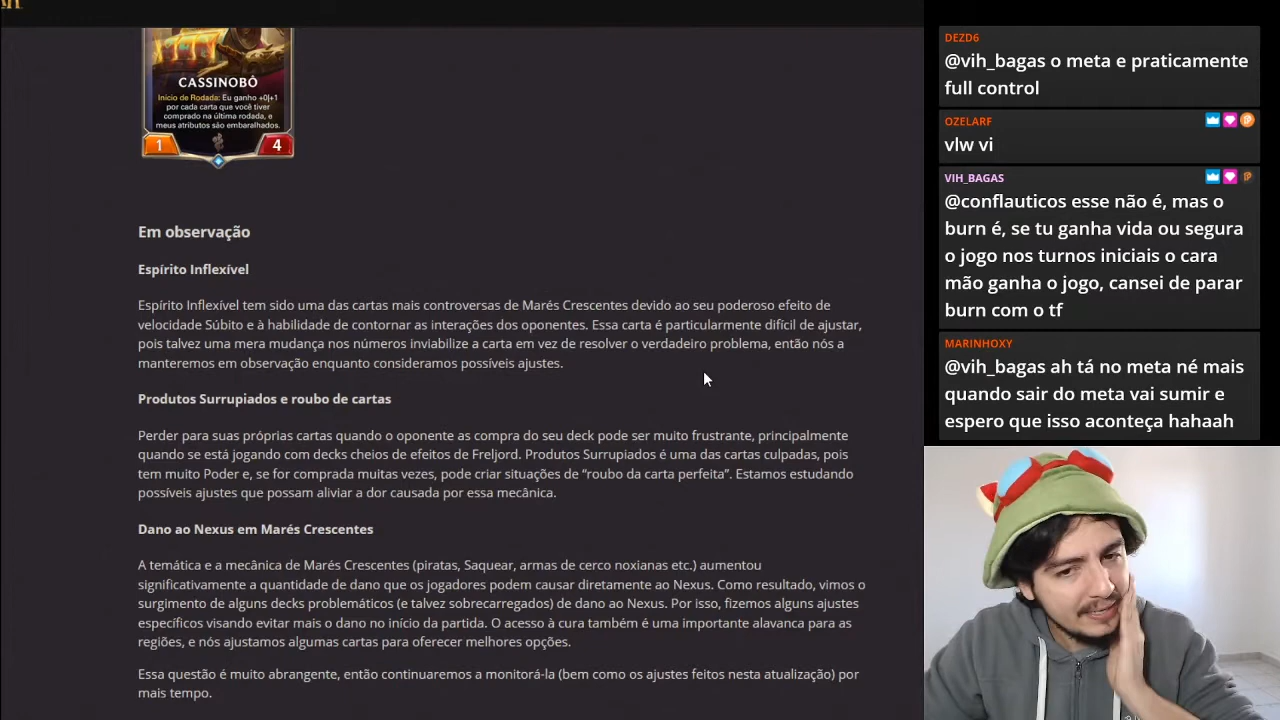 CASSINOBÔ
Início de Rodada: Eu ganho +0|+1
por cada carta que você tiver
comprado na última rodada, e
meus atributos são embaralhados.
1
4
Em observação
Espírito Inflexível
Espírito Inflexível tem sido uma das cartas mais controversas de Marés Crescentes devido ao seu poderoso efeito de
velocidade Súbito e à habilidade de contornar as interações dos oponentes. Essa carta é particularmente difícil de ajustar,
pois talvez uma mera mudança nos números inviabilize a carta em vez de resolver o verdadeiro problema, então nós a
manteremos em observação enquanto consideramos possíveis ajustes.
Produtos Surrupiados e roubo de cartas
Perder para suas próprias cartas quando o oponente as compra do seu deck pode ser muito frustrante, principalmente
quando se está jogando com decks cheios de efeitos de Freljord. Produtos Surrupiados é uma das cartas culpadas, pois
tem muito Poder e, se for comprada muitas vezes, pode criar situações de “roubo da carta perfeita”. Estamos estudando
possíveis ajustes que possam aliviar a dor causada por essa mecânica.
Dano ao Nexus em Marés Crescentes
A temática e a mecânica de Marés Crescentes (piratas, Saquear, armas de cerco noxianas etc.) aumentou
significativamente a quantidade de dano que os jogadores podem causar diretamente ao Nexus. Como resultado, vimos o
surgimento de alguns decks problemáticos (e talvez sobrecarregados) de dano ao Nexus. Por isso, fizemos alguns ajustes
específicos visando evitar mais o dano no início da partida. O acesso à cura também é uma importante alavanca para as
regiões, e nós ajustamos algumas cartas para oferecer melhores opções.
Essa questão é muito abrangente, então continuaremos a monitorá-la (bem como os ajustes feitos nesta atualização) por
mais tempo.
DEZD6
@vih_bagas o meta e praticamente
full control
OZELARF
vlw vi
VIH_BAGAS
@conflauticos esse não é, mas o
burn é, se tu ganha vida ou segura
o jogo nos turnos iniciais o cara
mão ganha o jogo, cansei de parar
burn com o tf
MARINHOXY
@vih_bagas ah tá no meta né mais
quando sair do meta vai sumir e
espero que isso aconteça hahaah